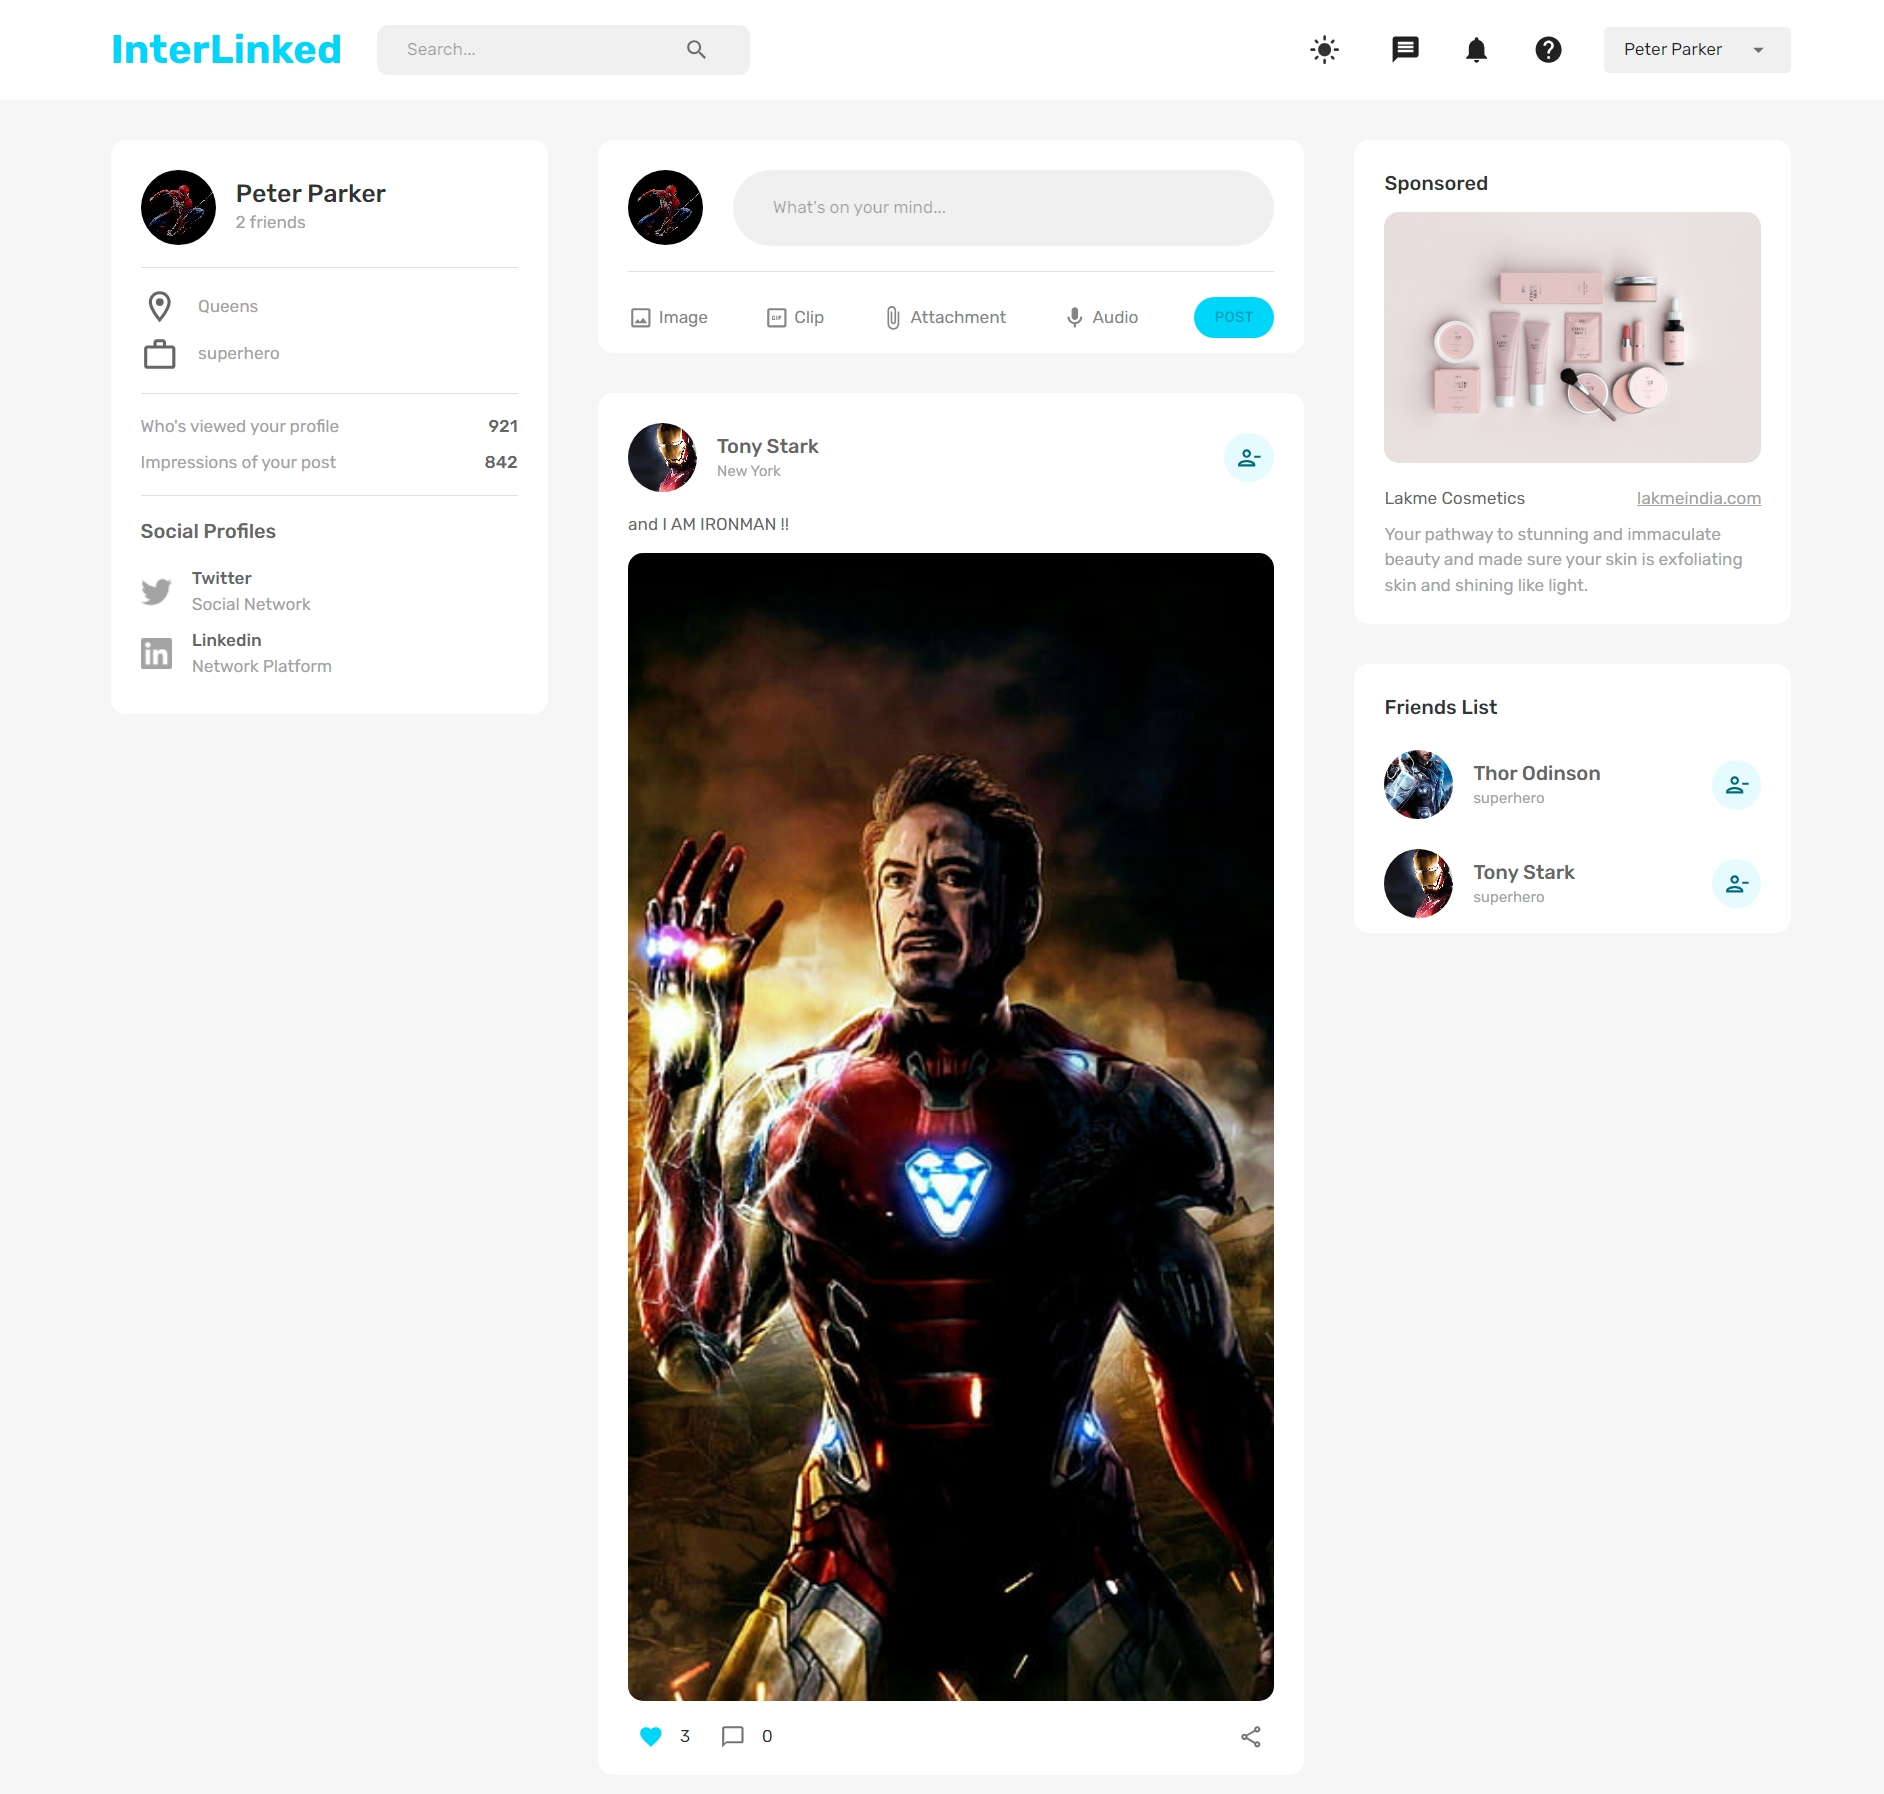 InterLinked
Search...
Peter Parker
Peter Parker
2 friends
Queens
superhero
Who's viewed your profile 921
Impressions of your post 842
Social Profiles
Twitter
Social Network
Linkedin
Network Platform
What's on your mind...
Image Clip Attachment Audio POST
Tony Stark
New York
and I AM IRONMAN !!
3 0
Sponsored
Lakme Cosmetics lakmeindia.com
Your pathway to stunning and immaculate
beauty and made sure your skin is exfoliating
skin and shining like light.
Friends List
Thor Odinson
superhero
Tony Stark
superhero